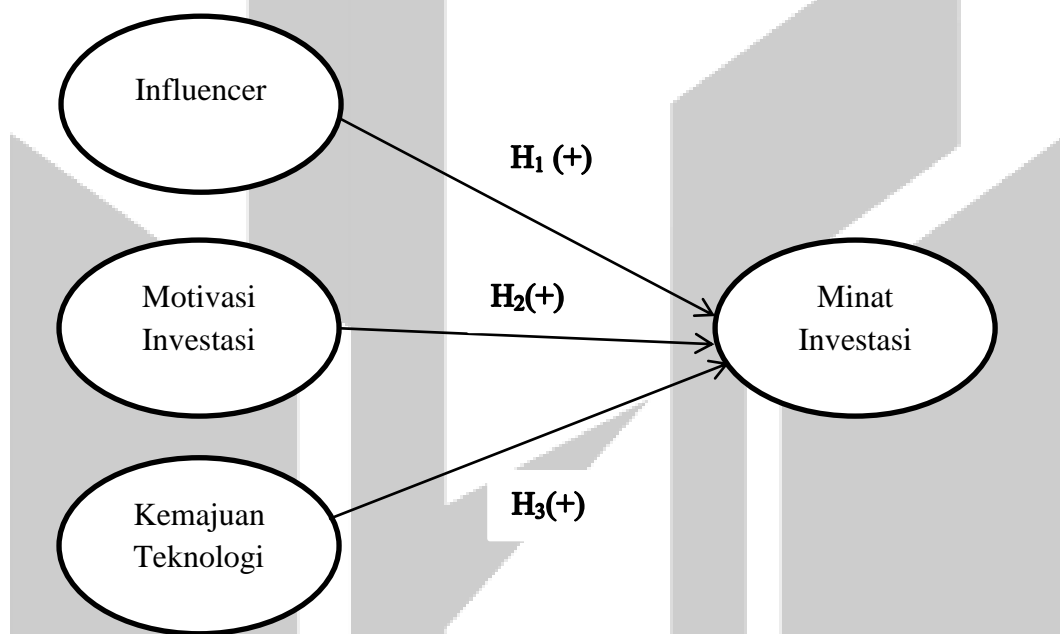 Influencer
H₁ (+)
Motivasi
Investasi
H₂(+)
Minat
Investasi
Kemajuan
Teknologi
H₃(+)